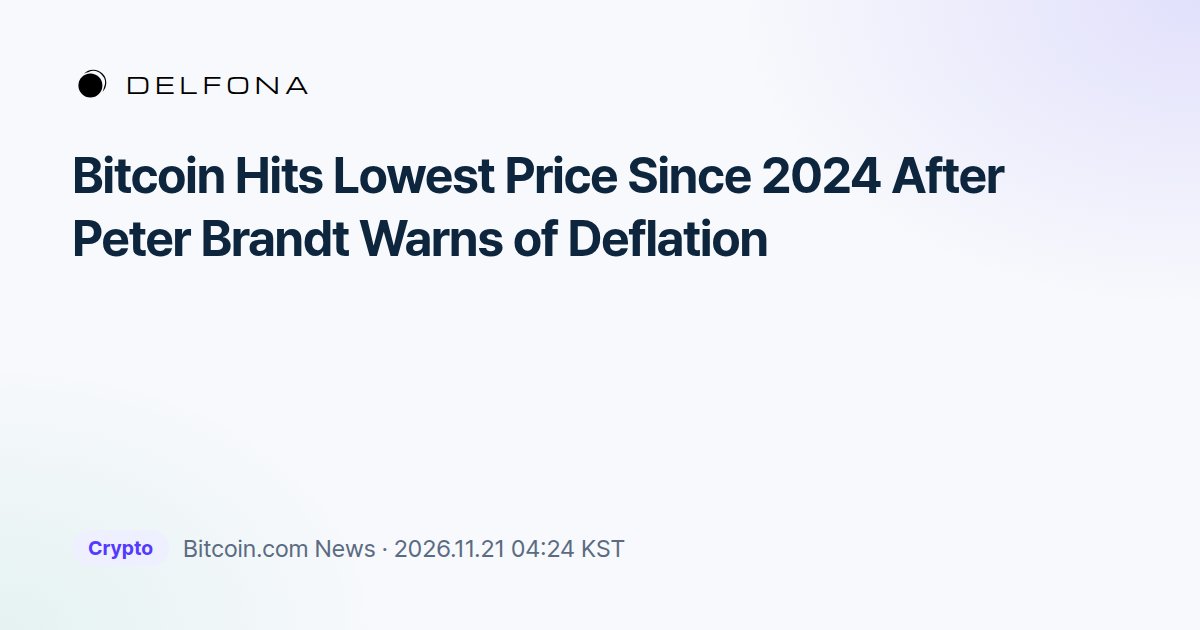 DELFONA
Bitcoin Hits Lowest Price Since 2024 After
Peter Brandt Warns of Deflation
Crypto Bitcoin.com News · 2026.11.21 04:24 KST